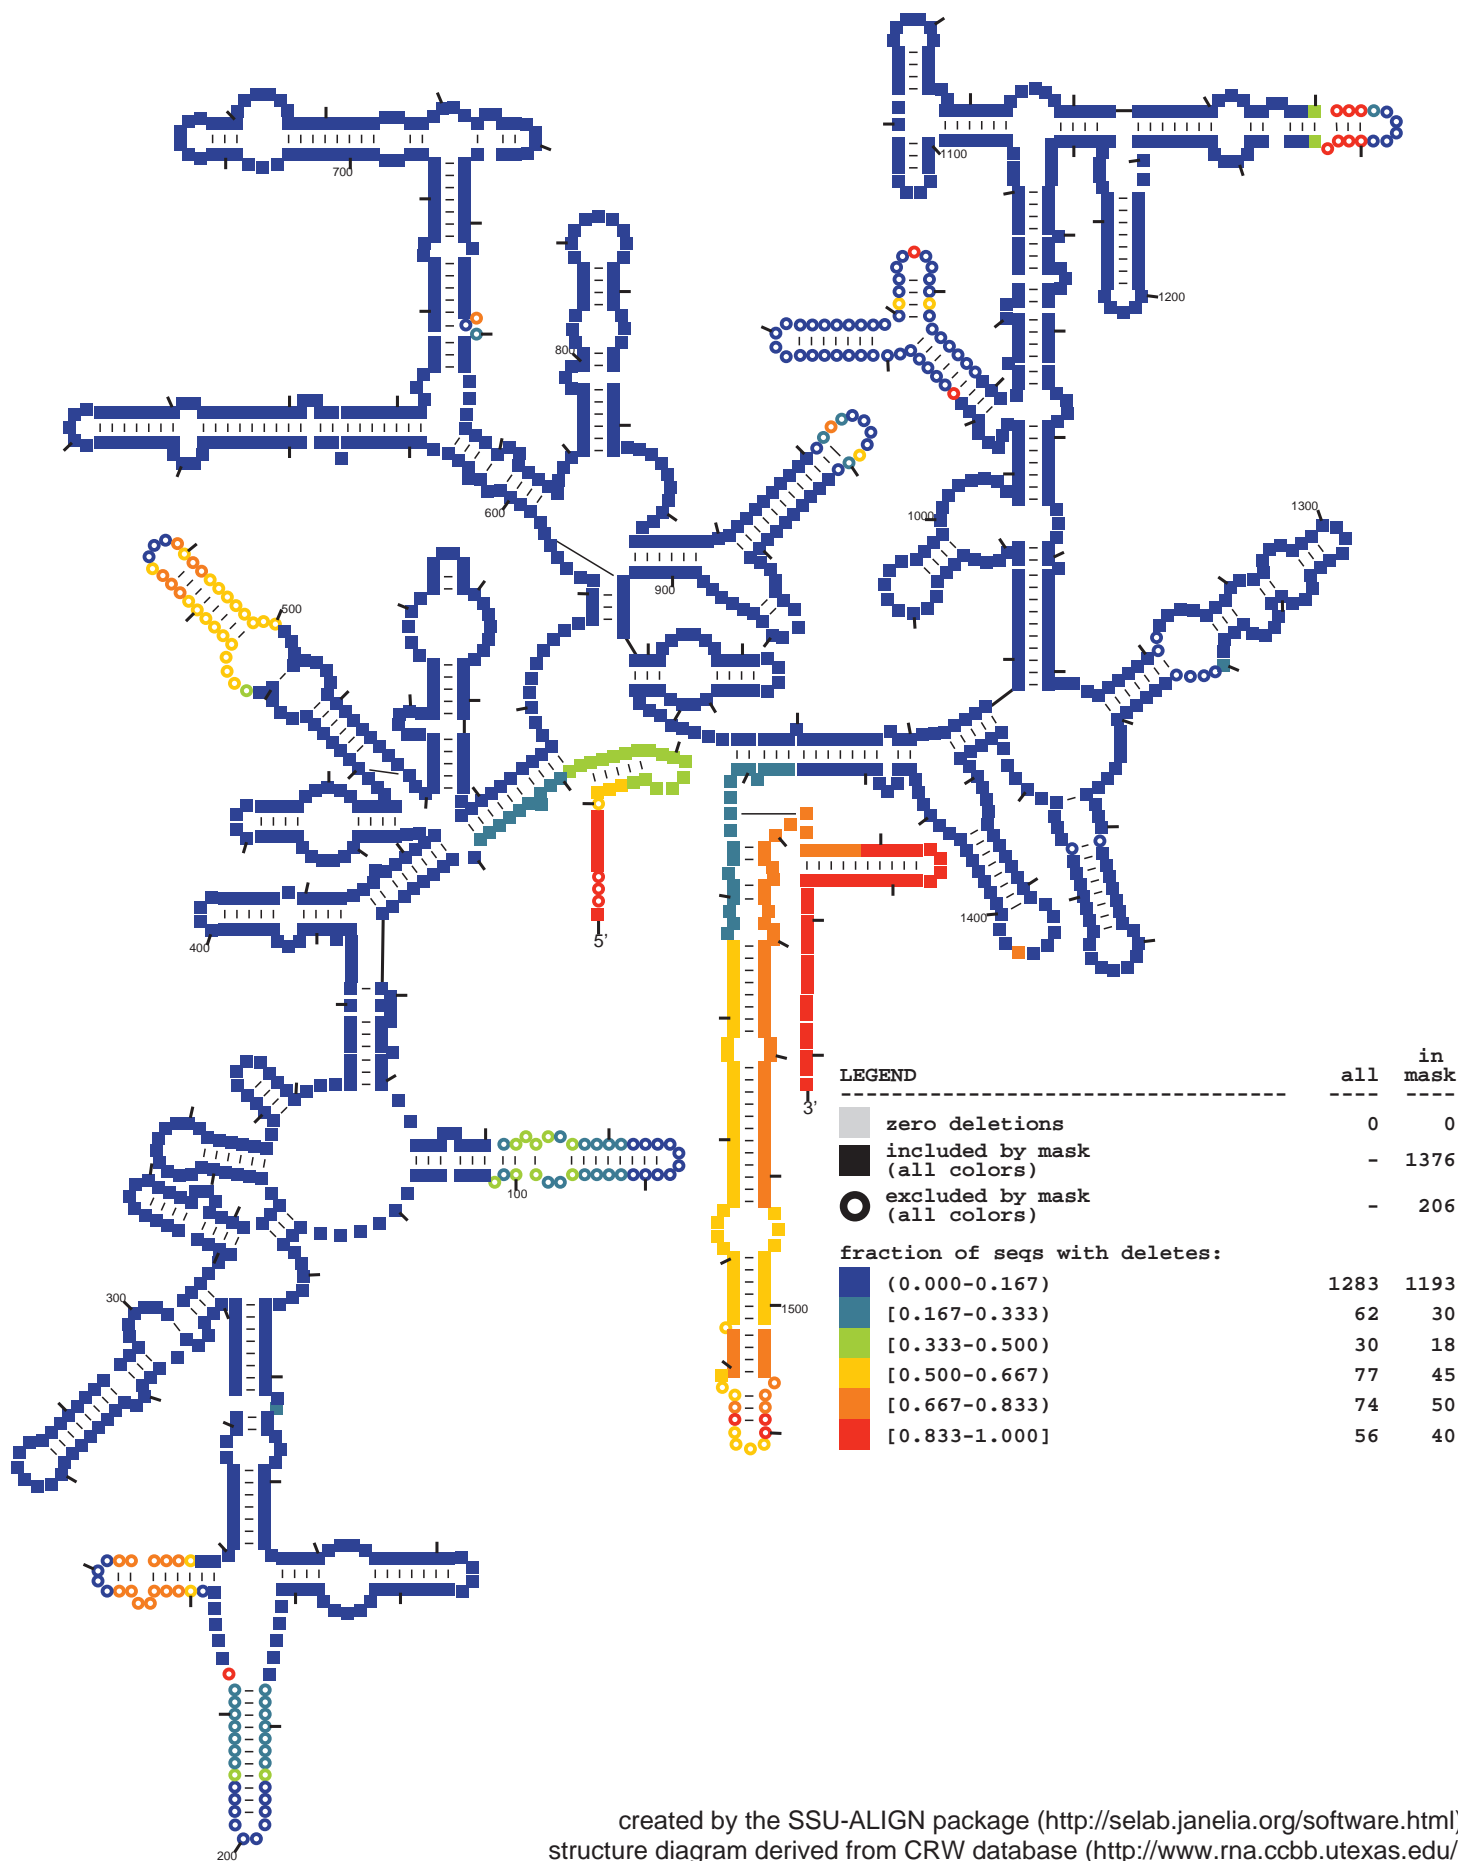 1100
700
1200
800
1300
1000
600
900
500
1400
400
5’
in
LEGEND all mask
3’
zero deletions 0 0
included by mask - 1376
(all colors)
100
excluded by mask - 206
(all colors)
fraction of seqs with deletes:
(0.000-0.167) 1283 1193
300
1500
[0.167-0.333) 62 30
[0.333-0.500) 30 18
[0.500-0.667) 77 45
[0.667-0.833) 74 50
[0.833-1.000] 56 40
200
created by the SSU-ALIGN package (http://selab.janelia.org/software.html)
structure diagram derived from CRW database (http://www.rna.ccbb.utexas.edu/